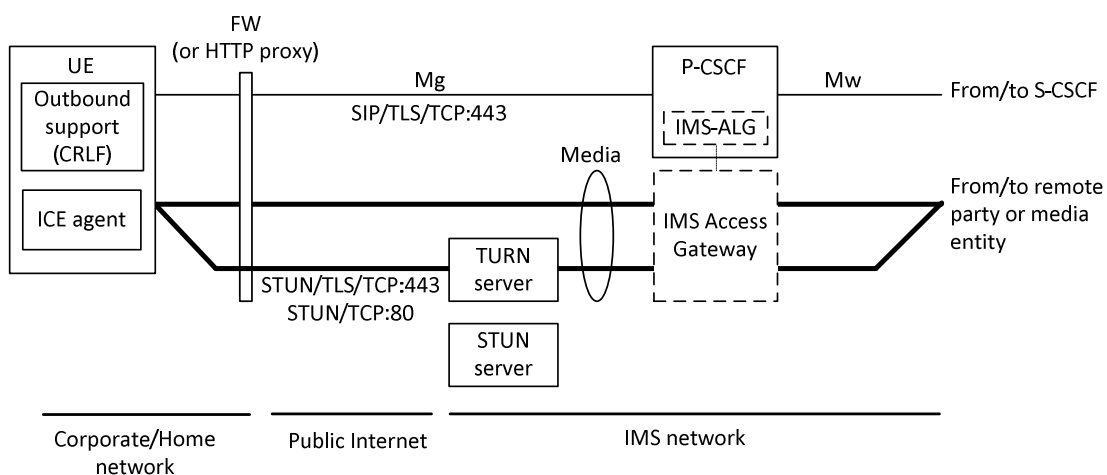 FW
(or HTTP proxy)
UE
Outbound
support
(CRLF)
ICE agent
Mg
SIP/TLS/TCP:443
P-CSCF
IMS-ALG
Mw
From/to S-CSCF
Media
IMS Access
Gateway
From/to remote
party or media
entity
TURN
server
STUN/TLS/TCP:443
STUN/TCP:80
STUN
server
Corporate/Home
network
Public Internet
IMS network